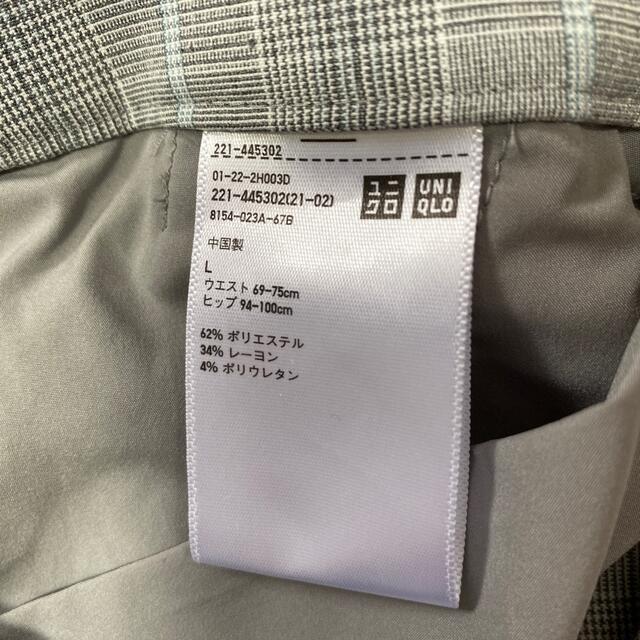 221-445302
01-22-2H003D
221-445302(21-02)
8154-023A-67B
ユニ
クロ
UNI
QLO
中国製
L
ウエスト 69-75cm
ヒップ 94-100cm
62% ポリエステル
34% レーヨン
4% ポリウレタン